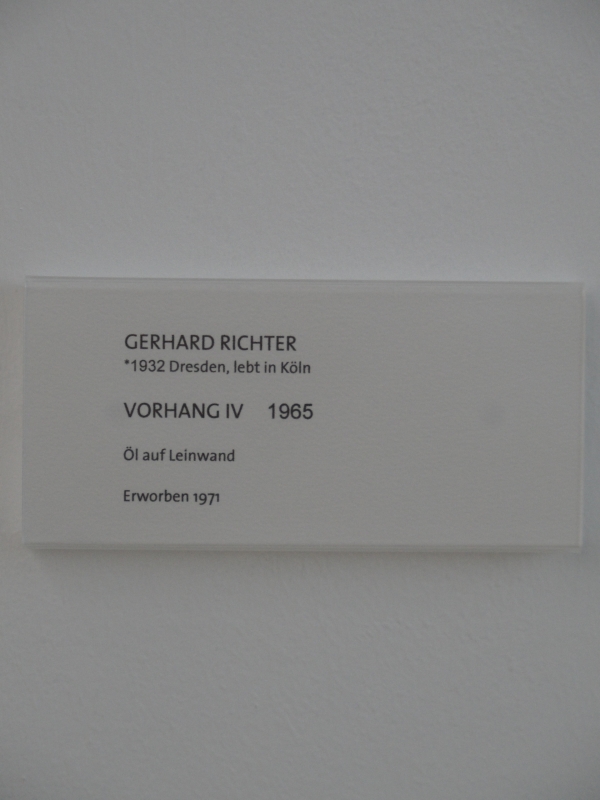 GERHARD RICHTER
*1932 Dresden, lebt in Köln
VORHANG IV 1965
Öl auf Leinwand
Erworben 1971